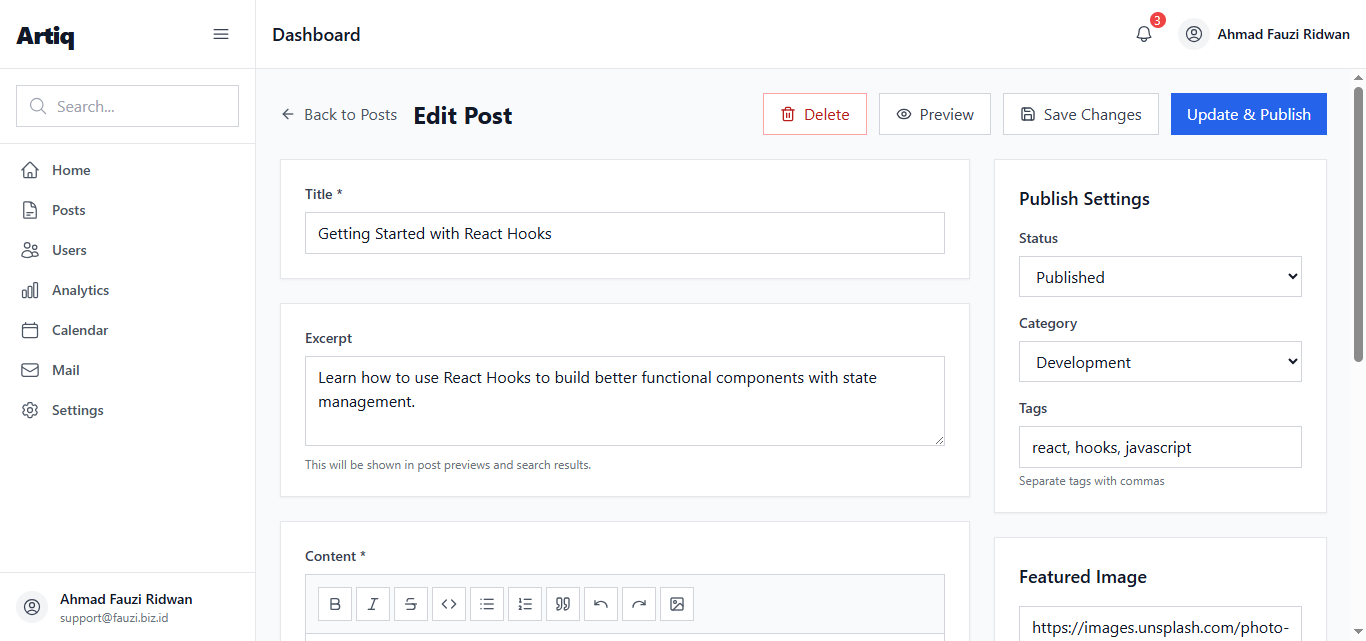 Artiq
Dashboard
3
Ahmad Fauzi Ridwan
Search...
Home
Posts
Users
Analytics
Calendar
Mail
Settings
Ahmad Fauzi Ridwan
support@fauzi.biz.id
Back to Posts
Edit Post
Delete
Preview
Save Changes
Update & Publish
Title *
Getting Started with React Hooks
Excerpt
Learn how to use React Hooks to build better functional components with state
management.
This will be shown in post previews and search results.
Content *
Publish Settings
Status
Published
Category
Development
Tags
react, hooks, javascript
Separate tags with commas
Featured Image
https://images.unsplash.com/photo-